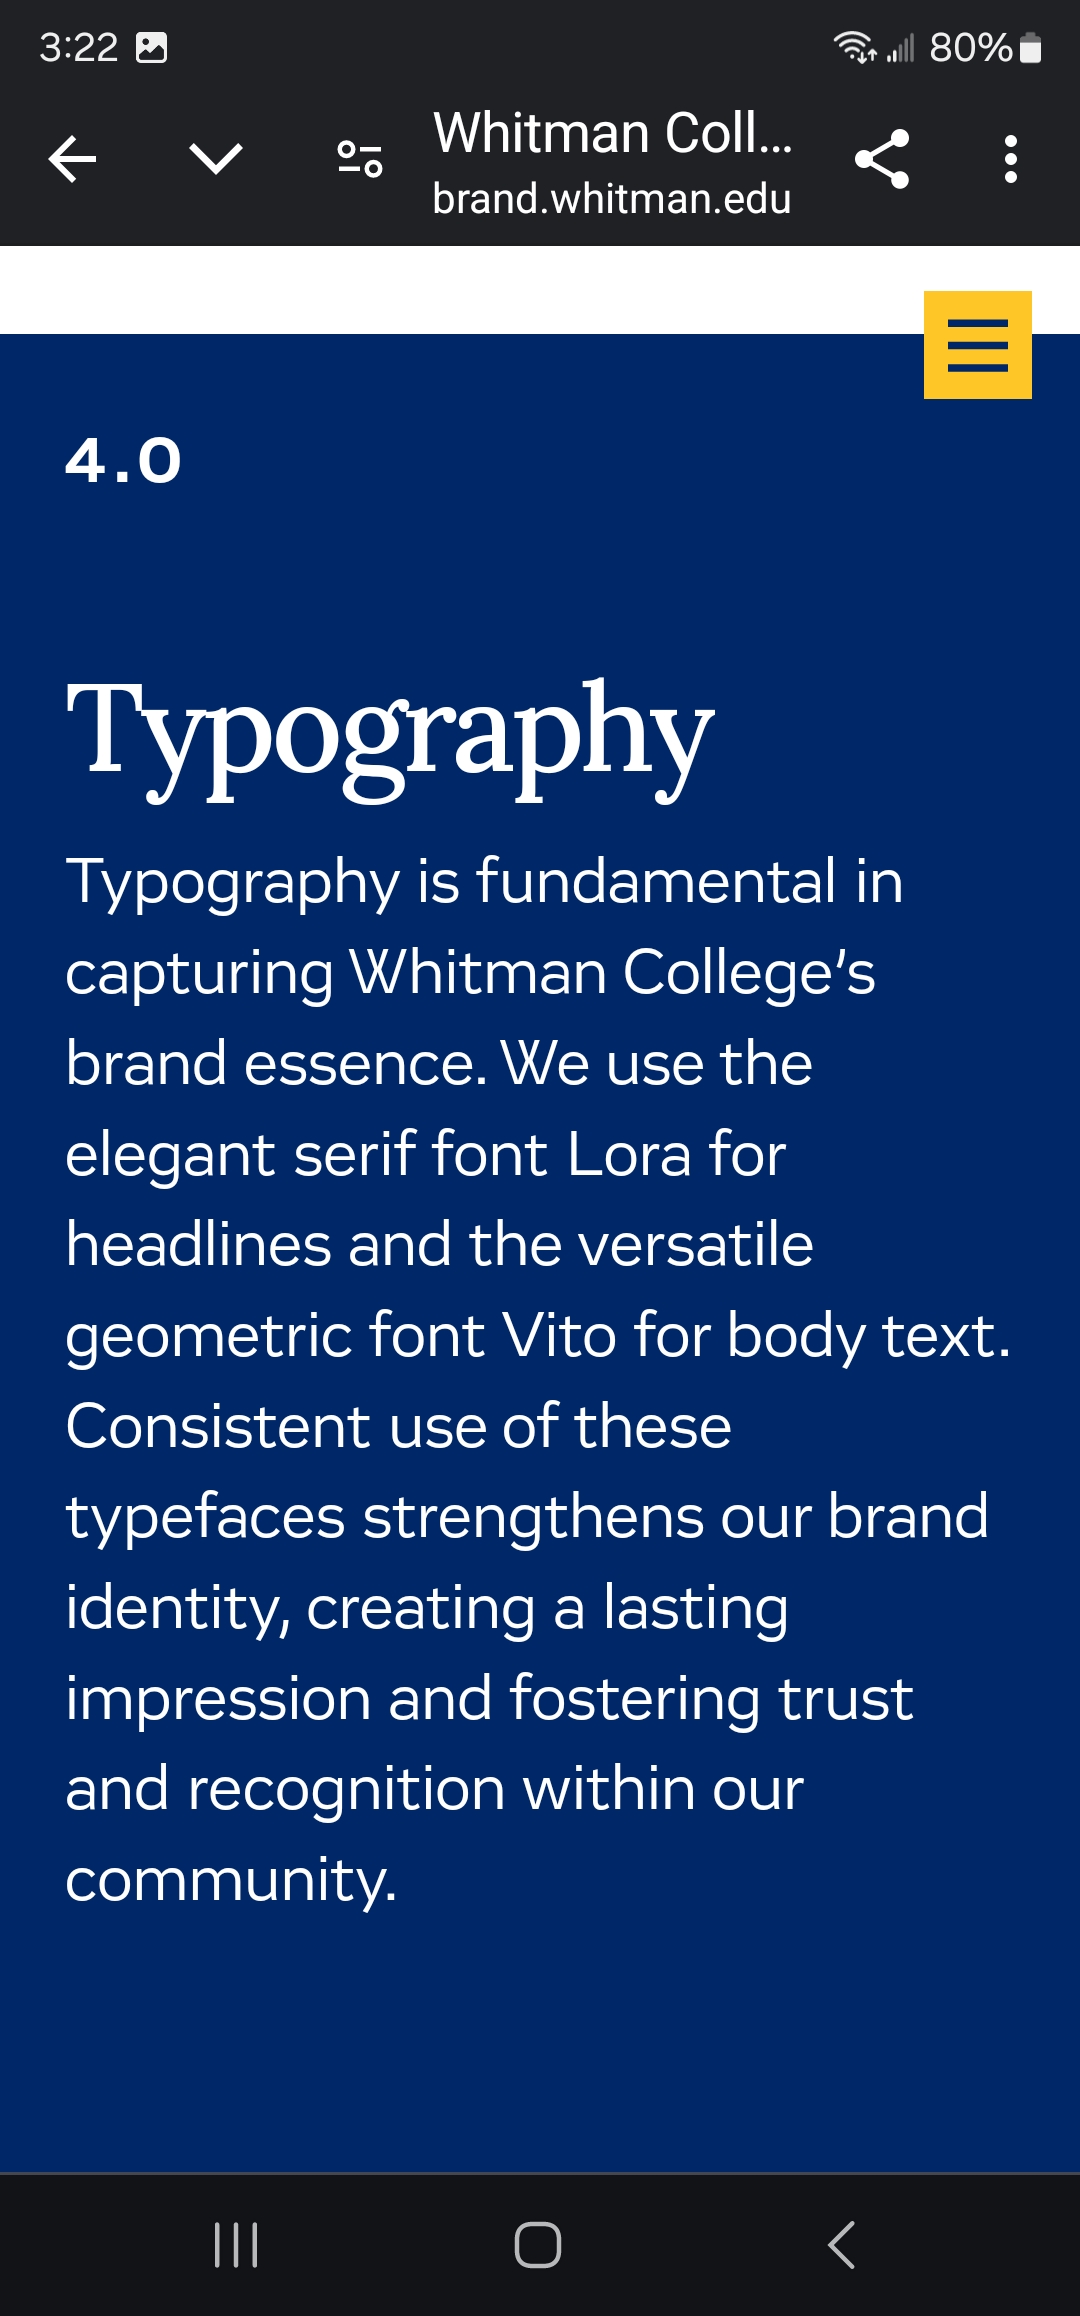 3:22
80%
Whitman Coll...
brand.whitman.edu
4.0
Typography
Typography is fundamental in
capturing Whitman College's
brand essence. We use the
elegant serif font Lora for
headlines and the versatile
geometric font Vito for body text.
Consistent use of these
typefaces strengthens our brand
identity, creating a lasting
impression and fostering trust
and recognition within our
community.